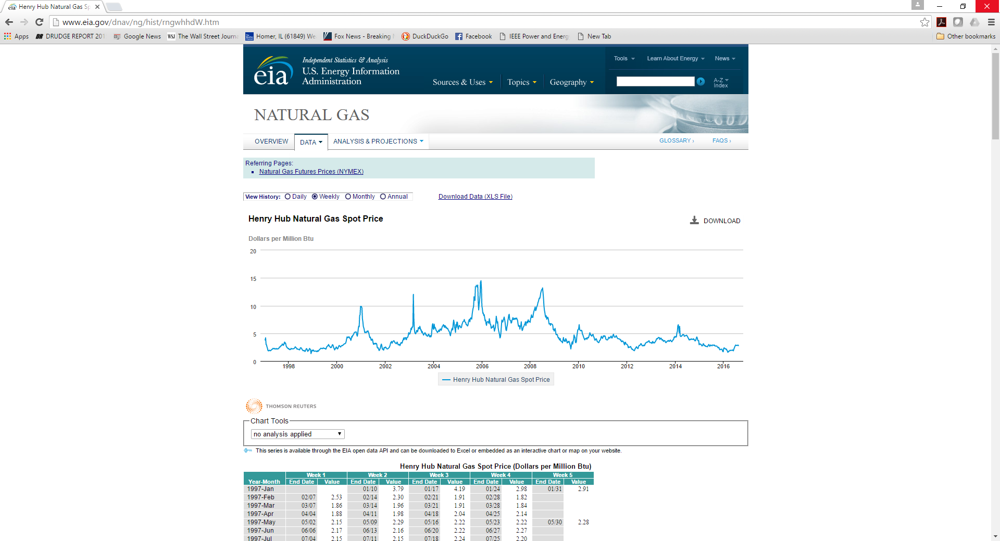 Henry Hub Natural Gas Sp
www.eia.gov/dnav/ng/hist/rngwhhdW.htm
Apps DRUDGE REPORT 201 Google News The Wall Street Journa Homer, IL (61849) We Fox News - Breaking DuckDuckGo Facebook IEEE Power and Energ New Tab Other bookmarks
eia
Independent Statistics & Analysis
U.S. Energy Information
Administration
Sources & Uses Topics Geography
Tools Learn About Energy News
A-Z
Index
NATURAL GAS
OVERVIEW DATA ANALYSIS & PROJECTIONS GLOSSARY › FAQS ›
Referring Pages:
Natural Gas Futures Prices (NYMEX)
View History: Daily Weekly Monthly Annual Download Data (XLS File)
Henry Hub Natural Gas Spot Price
DOWNLOAD
Dollars per Million Btu
20
15
10
5
0
1998 2000 2002 2004 2006 2008 2010 2012 2014 2016
Henry Hub Natural Gas Spot Price
THOMSON REUTERS
Chart Tools
no analysis applied
This series is available through the EIA open data API and can be downloaded to Excel or embedded as an interactive chart or map on your website.
Henry Hub Natural Gas Spot Price (Dollars per Million Btu)
Week 1 Week 2 Week 3 Week 4 Week 5
Year-Month End Date Value End Date Value End Date Value End Date Value End Date Value
1997-Jan 01/10 3.79 01/17 4.19 01/24 2.98 01/31 2.91
1997-Feb 02/07 2.53 02/14 2.30 02/21 1.91 02/28 1.82
1997-Mar 03/07 1.86 03/14 1.96 03/21 1.91 03/28 1.84
1997-Apr 04/04 1.88 04/11 1.98 04/18 2.04 04/25 2.14
1997-May 05/02 2.15 05/09 2.29 05/16 2.22 05/23 2.22 05/30 2.28
1997-Jun 06/06 2.17 06/13 2.16 06/20 2.22 06/27 2.27
1997-Jul 07/04 2.15 07/11 2.15 07/18 2.24 07/25 2.20